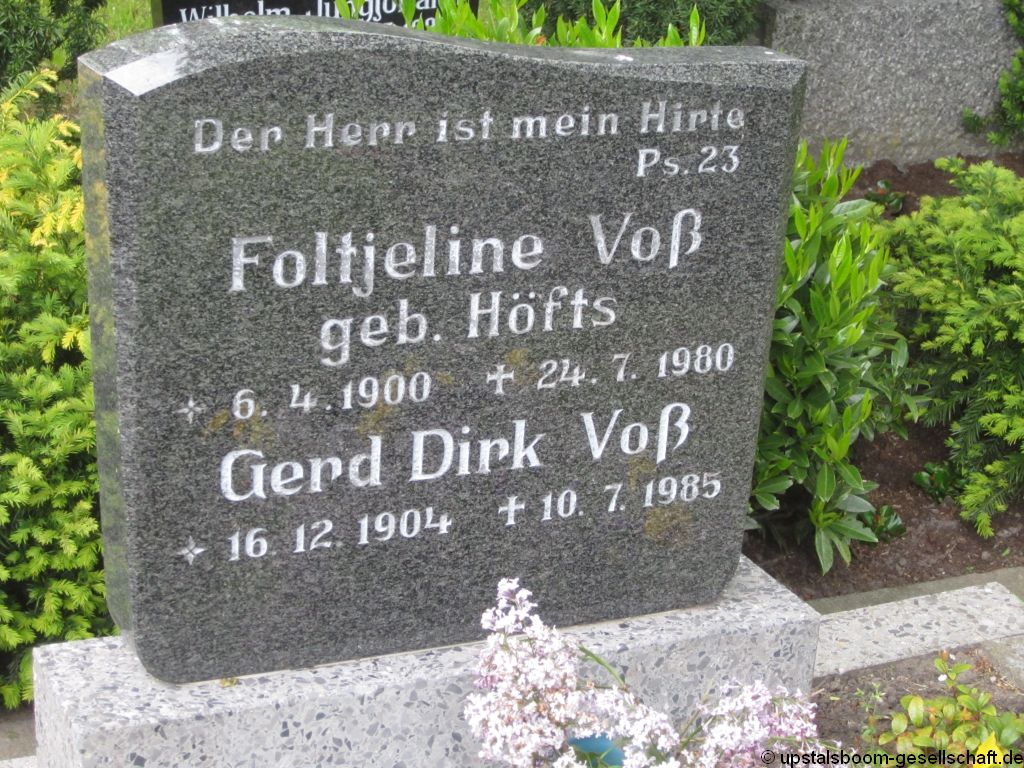 Wilhelm
Der Herr ist mein Hirte
Ps. 23
Foltjeline Voß
geb. Höfts
6. 4. 1900 † 24. 7. 1980
Gerd Dirk Voß
16. 12. 1904 † 10. 7. 1985
© upstalsboom-gesellschaft.de